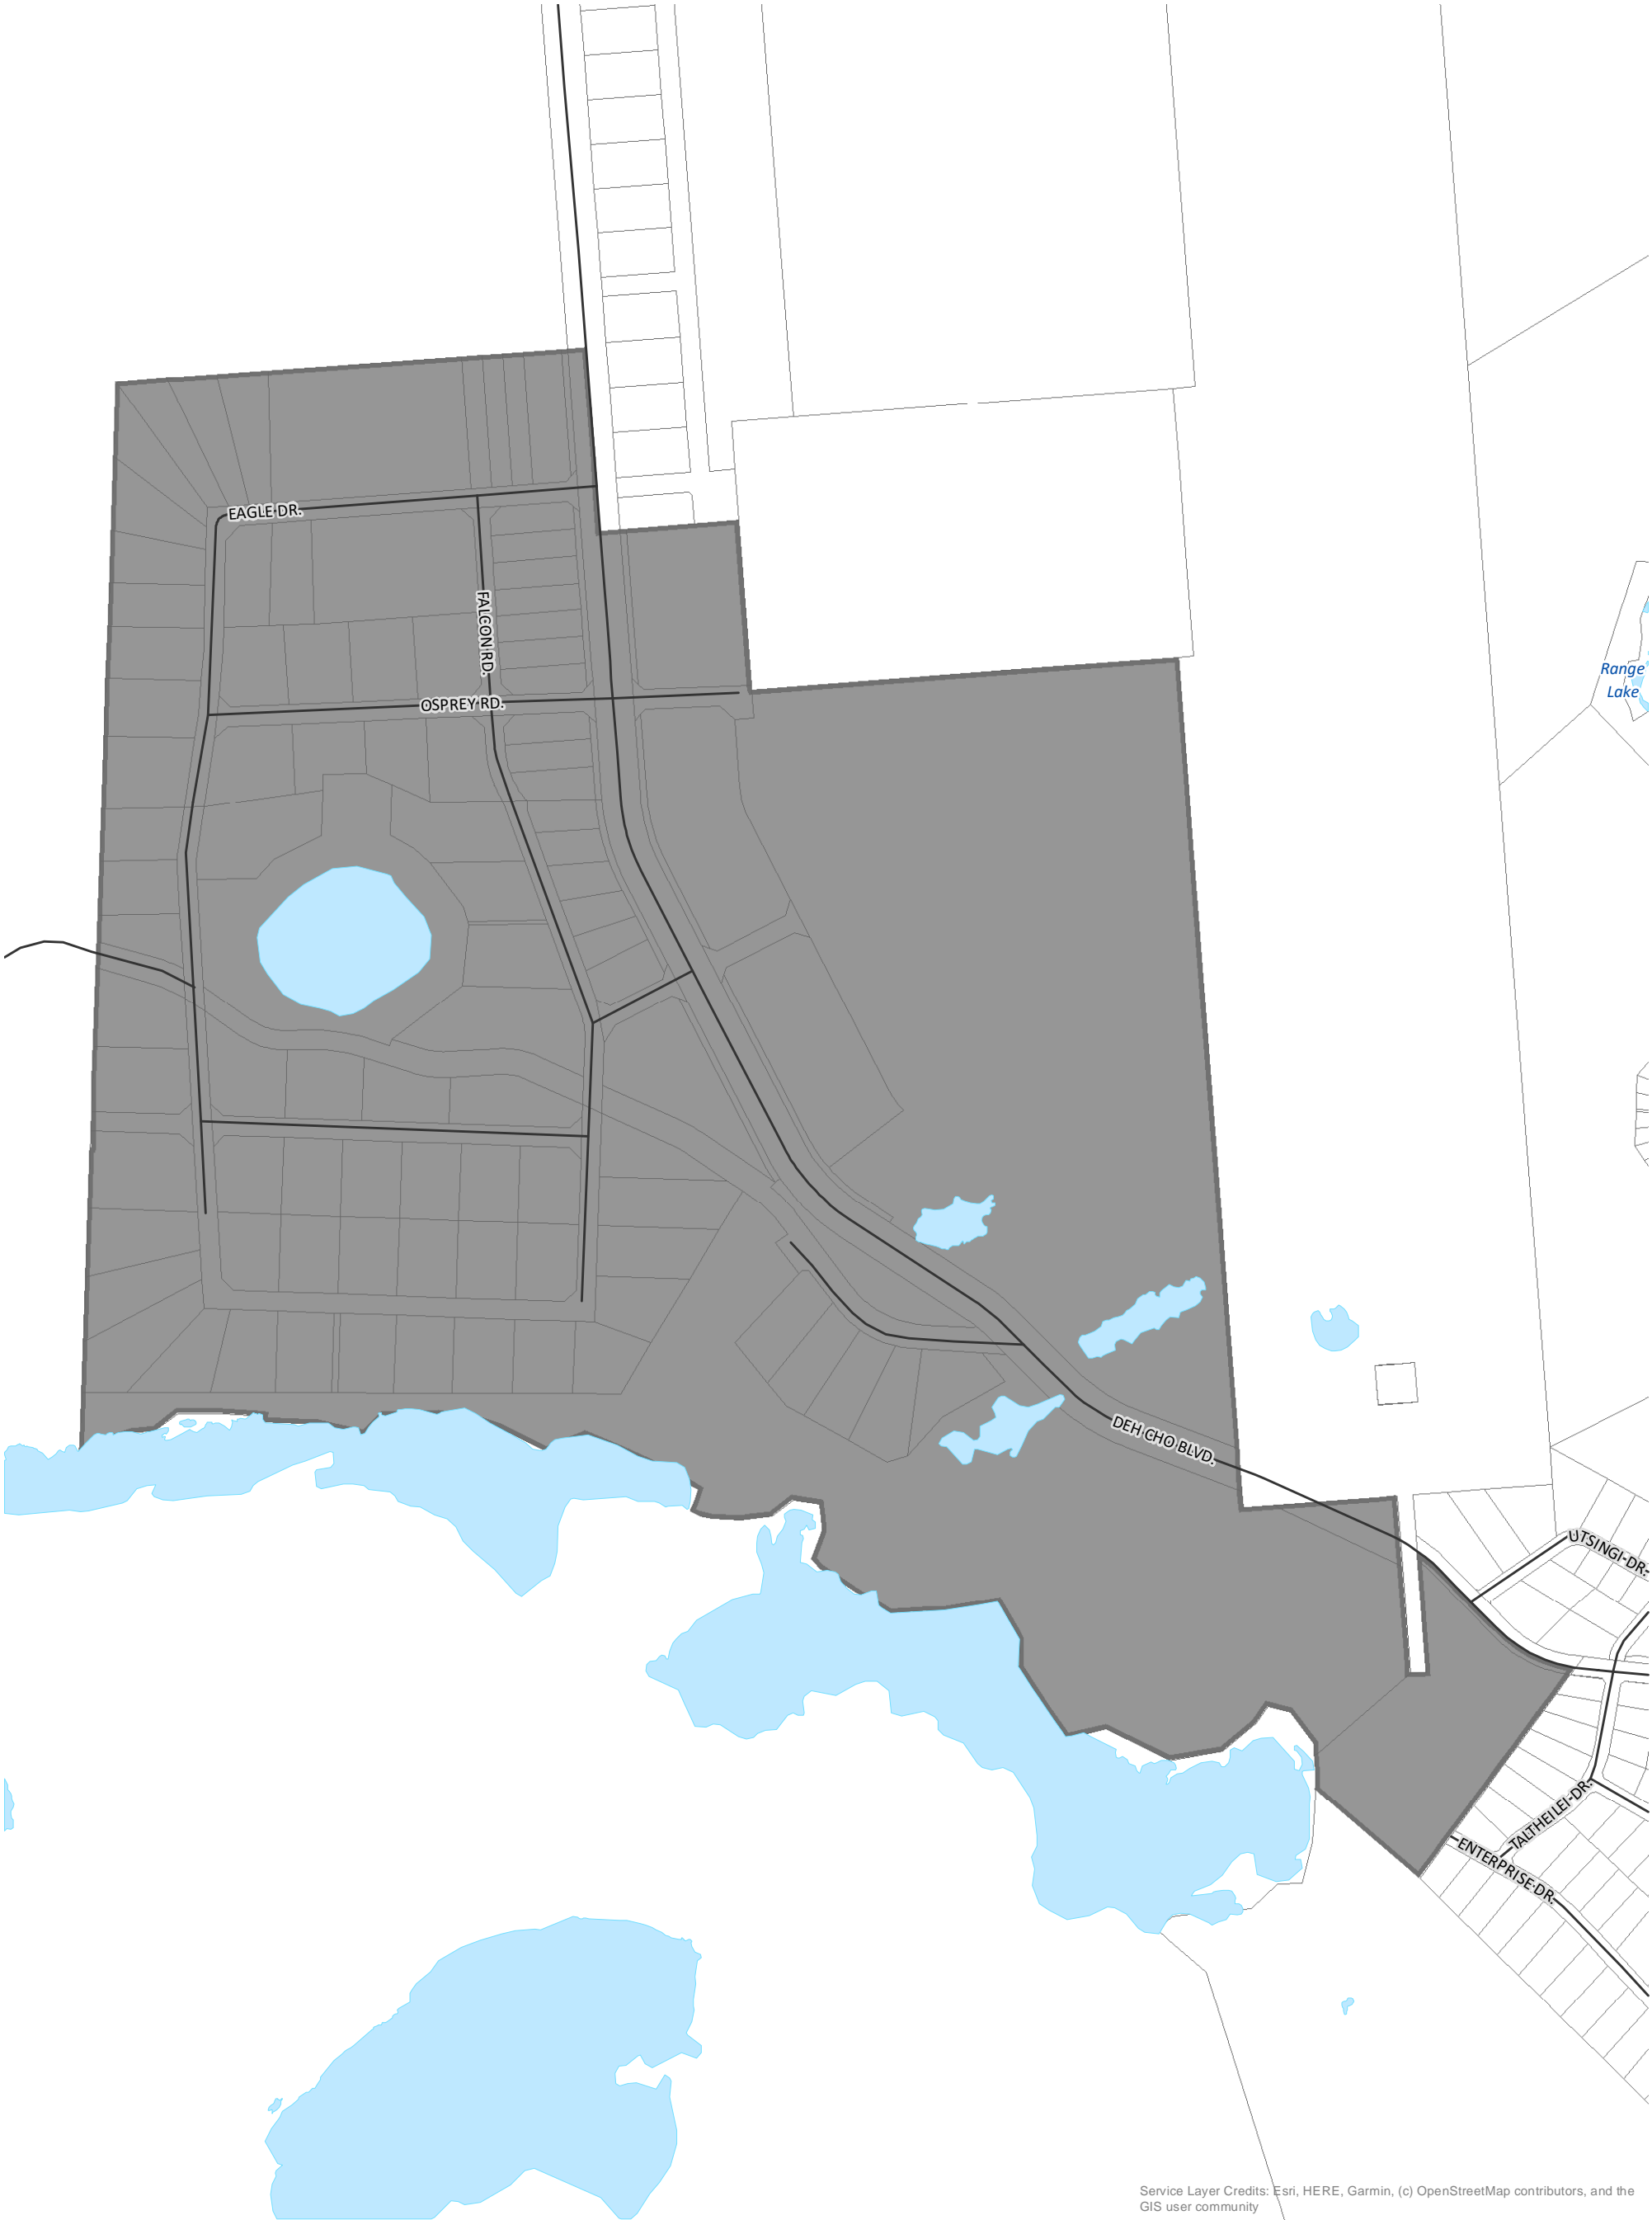 EAGLE DR.
FALCON RD.
Range
Lake
OSPREY RD.
DEH CHO BLVD.
UTSINGI DR.
TALTHEILEI DR.
ENTERPRISE DR.
Service Layer Credits: Esri, HERE, Garmin, (c) OpenStreetMap contributors, and the
GIS user community